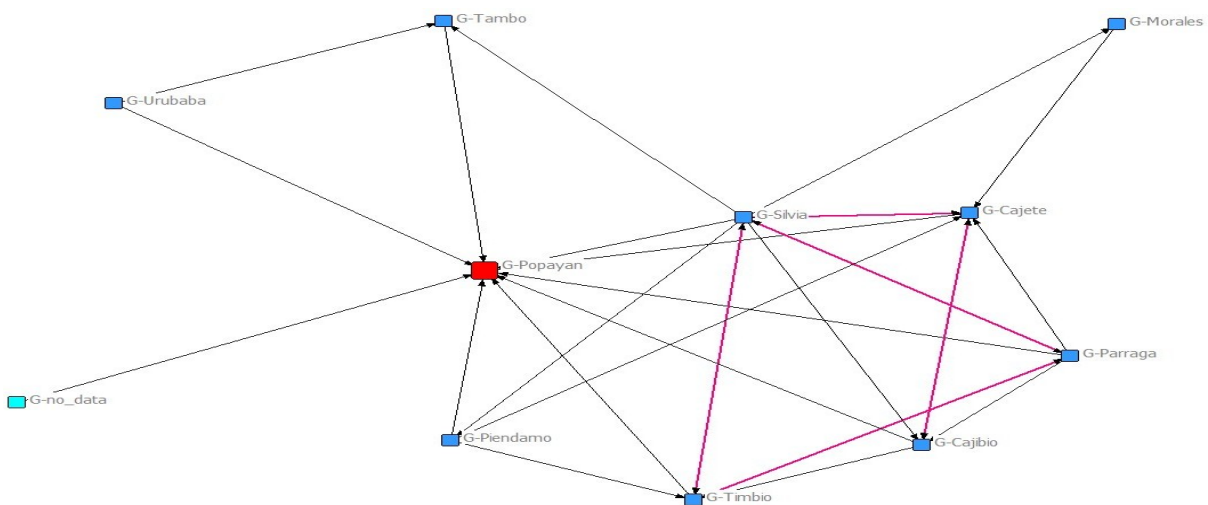 G-Tambo
G-Morales
G-Urubaba
G-Silvia
G-Cajete
G-Popayan
G-Parraga
G-no_data
G-Piendamo
G-Cajibio
G-Timbio